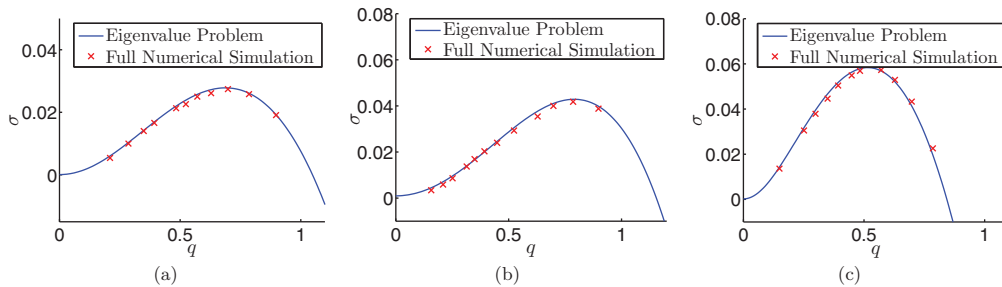 0.04
0.02
0
σ
0
0.5
1
q
Eigenvalue Problem
Full Numerical Simulation
(a)
0.08
0.06
0.04
0.02
0
σ
0
0.5
1
q
Eigenvalue Problem
Full Numerical Simulation
(b)
0.08
0.06
0.04
0.02
0
σ
0
0.5
1
q
Eigenvalue Problem
Full Numerical Simulation
(c)